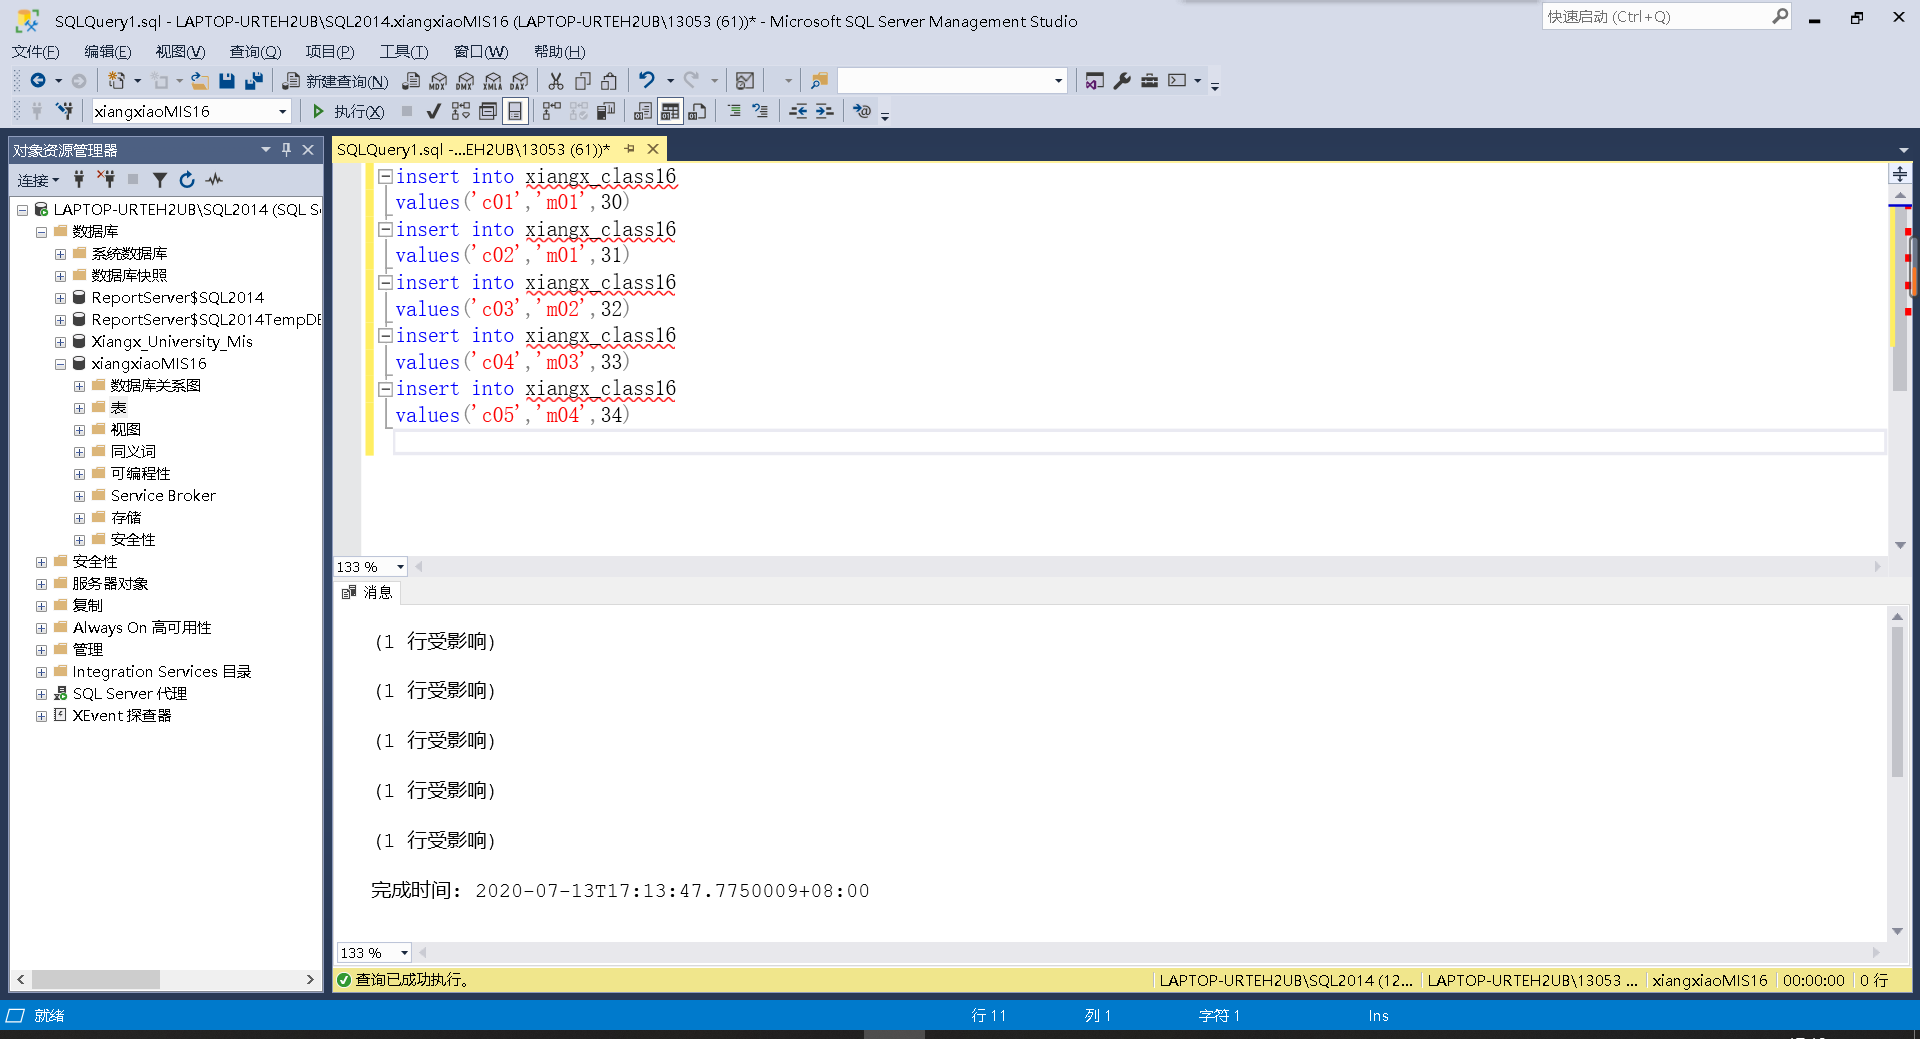 SQLQuery1.sql - LAPTOP-URTEH2UB\SQL2014.xiangxiaoMIS16 (LAPTOP-URTEH2UB\13053 (61))* - Microsoft SQL Server Management Studio
快速启动 (Ctrl+Q)
文件(F) 编辑(E) 视图(V) 查询(Q) 项目(P) 工具(T) 窗口(W) 帮助(H)
新建查询(N) MDX DMX XMLA DAX
xiangxiaoMIS16 执行(X)
对象资源管理器
连接
LAPTOP-URTEH2UB\SQL2014 (SQL S
数据库
系统数据库
数据库快照
ReportServer$SQL2014
ReportServer$SQL2014TempDB
Xiangx_University_Mis
xiangxiaoMIS16
数据库关系图
表
视图
同义词
可编程性
Service Broker
存储
安全性
安全性
服务器对象
复制
Always On 高可用性
管理
Integration Services 目录
SQL Server 代理
XEvent 探查器
SQLQuery1.sql -...EH2UB\13053 (61))*
insert into xiangx_class16
values('c01','m01',30)
insert into xiangx_class16
values('c02','m01',31)
insert into xiangx_class16
values('c03','m02',32)
insert into xiangx_class16
values('c04','m03',33)
insert into xiangx_class16
values('c05','m04',34)
133 %
消息
(1 行受影响)
(1 行受影响)
(1 行受影响)
(1 行受影响)
(1 行受影响)
完成时间: 2020-07-13T17:13:47.7750009+08:00
133 %
查询已成功执行。 LAPTOP-URTEH2UB\SQL2014 (12... LAPTOP-URTEH2UB\13053 ... xiangxiaoMIS16 00:00:00 0 行
就绪 行 11 列 1 字符 1 Ins